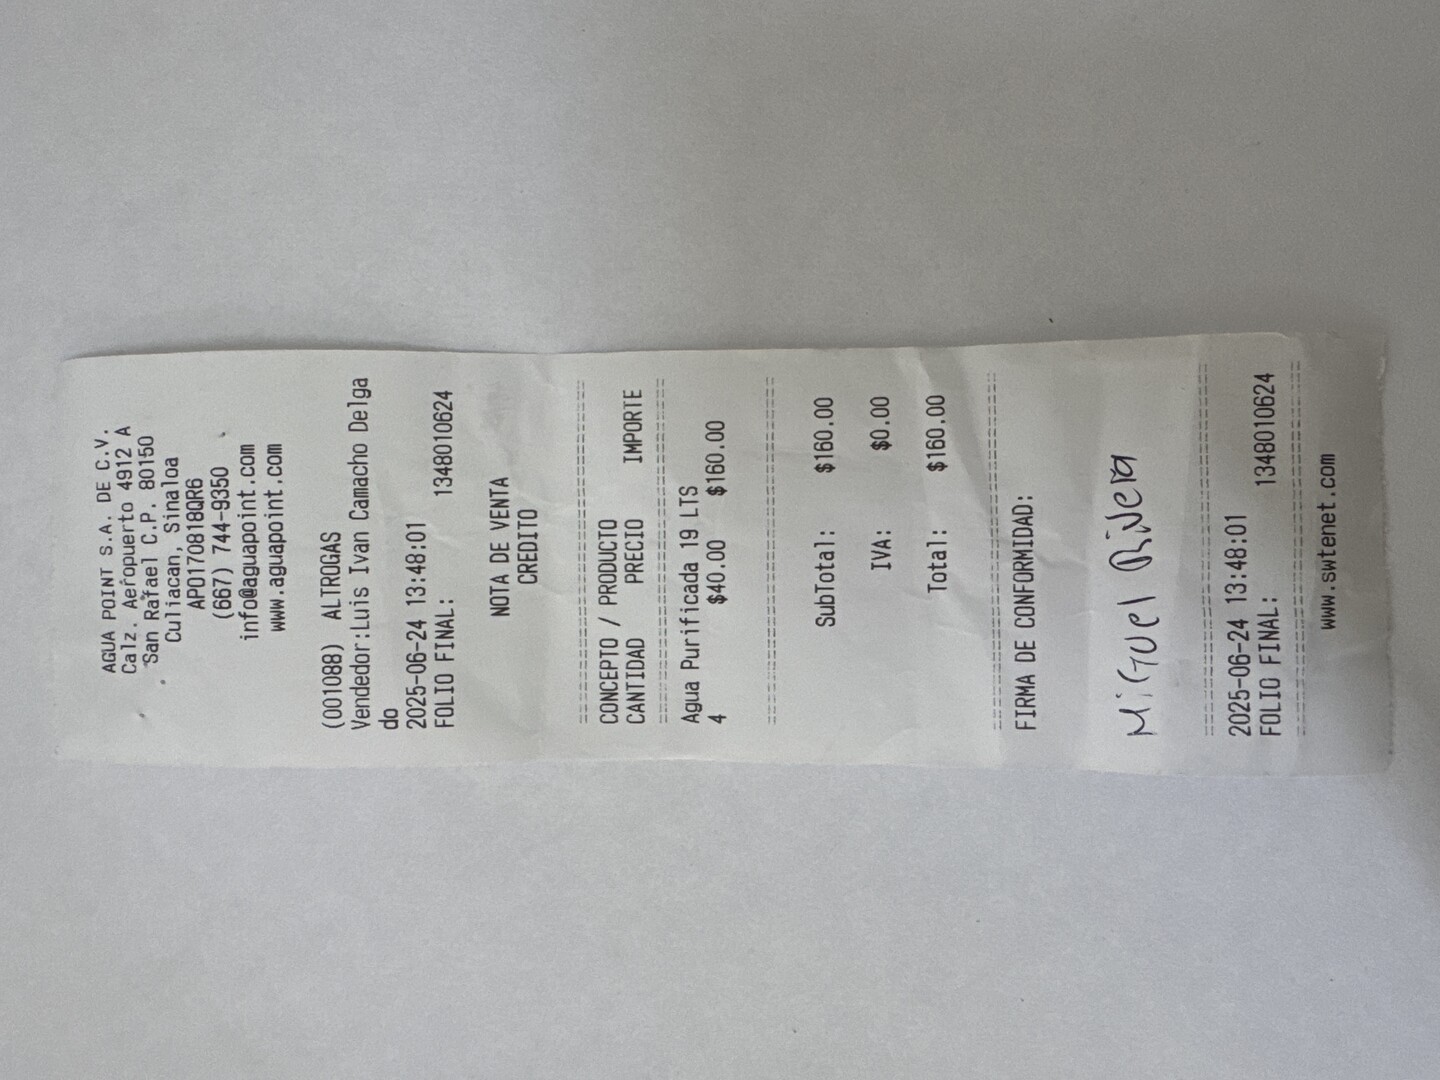 AGUA POINT S.A. DE C.V.
Calz. Aeropuerto 4912 A
San Rafael C.P. 80150
Culiacan, Sinaloa
APO170818QR6
(667) 744-9350
info@aguapoint.com
www.aguapoint.com
(001088) ALTROGAS
Vendedor:Luis Ivan Camacho Delga
do
2025-06-24 13:48:01
FOLIO FINAL: 1348010624
NOTA DE VENTA
CREDITO
CONCEPTO / PRODUCTO
CANTIDAD PRECIO IMPORTE
Agua Purificada 19 LTS
4 $40.00 $160.00
SubTotal: $160.00
IVA: $0.00
Total: $160.00
FIRMA DE CONFORMIDAD:
Miguel Rivera
2025-06-24 13:48:01
FOLIO FINAL: 1348010624
www.swtenet.com